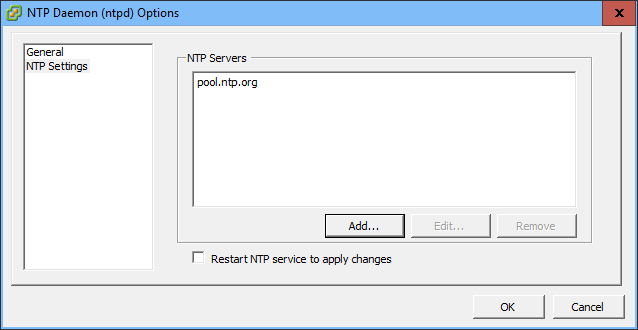 NTP Daemon (ntpd) Options
x
General
NTP Settings
NTP Servers
pool.ntp.org
Add...
Edit...
Remove
Restart NTP service to apply changes
OK
Cancel